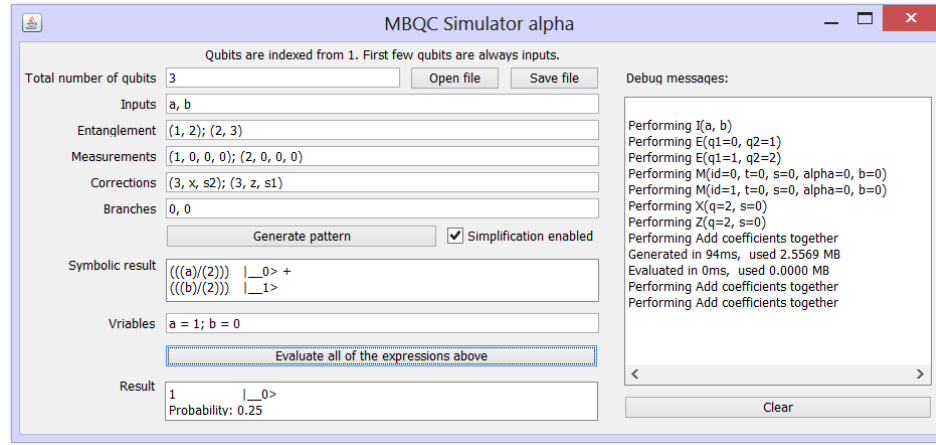 MBQC Simulator alpha
Qubits are indexed from 1. First few qubits are always inputs.
Total number of qubits 3 Open file Save file
Inputs a, b
Entanglement (1, 2); (2, 3)
Measurements (1, 0, 0, 0); (2, 0, 0, 0)
Corrections (3, x, s2); (3, z, s1)
Branches 0, 0
Generate pattern Simplification enabled
Symbolic result (((a)/(2))) |__0> +
(((b)/(2))) |__1>
Vriables a = 1; b = 0
Evaluate all of the expressions above
Result 1 |__0>
Probability: 0.25
Debug messages:
Performing I(a, b)
Performing E(q1=0, q2=1)
Performing E(q1=1, q2=2)
Performing M(id=0, t=0, s=0, alpha=0, b=0)
Performing M(id=1, t=0, s=0, alpha=0, b=0)
Performing X(q=2, s=0)
Performing Z(q=2, s=0)
Performing Add coefficients together
Generated in 94ms, used 2.5569 MB
Evaluated in 0ms, used 0.0000 MB
Performing Add coefficients together
Performing Add coefficients together
Clear